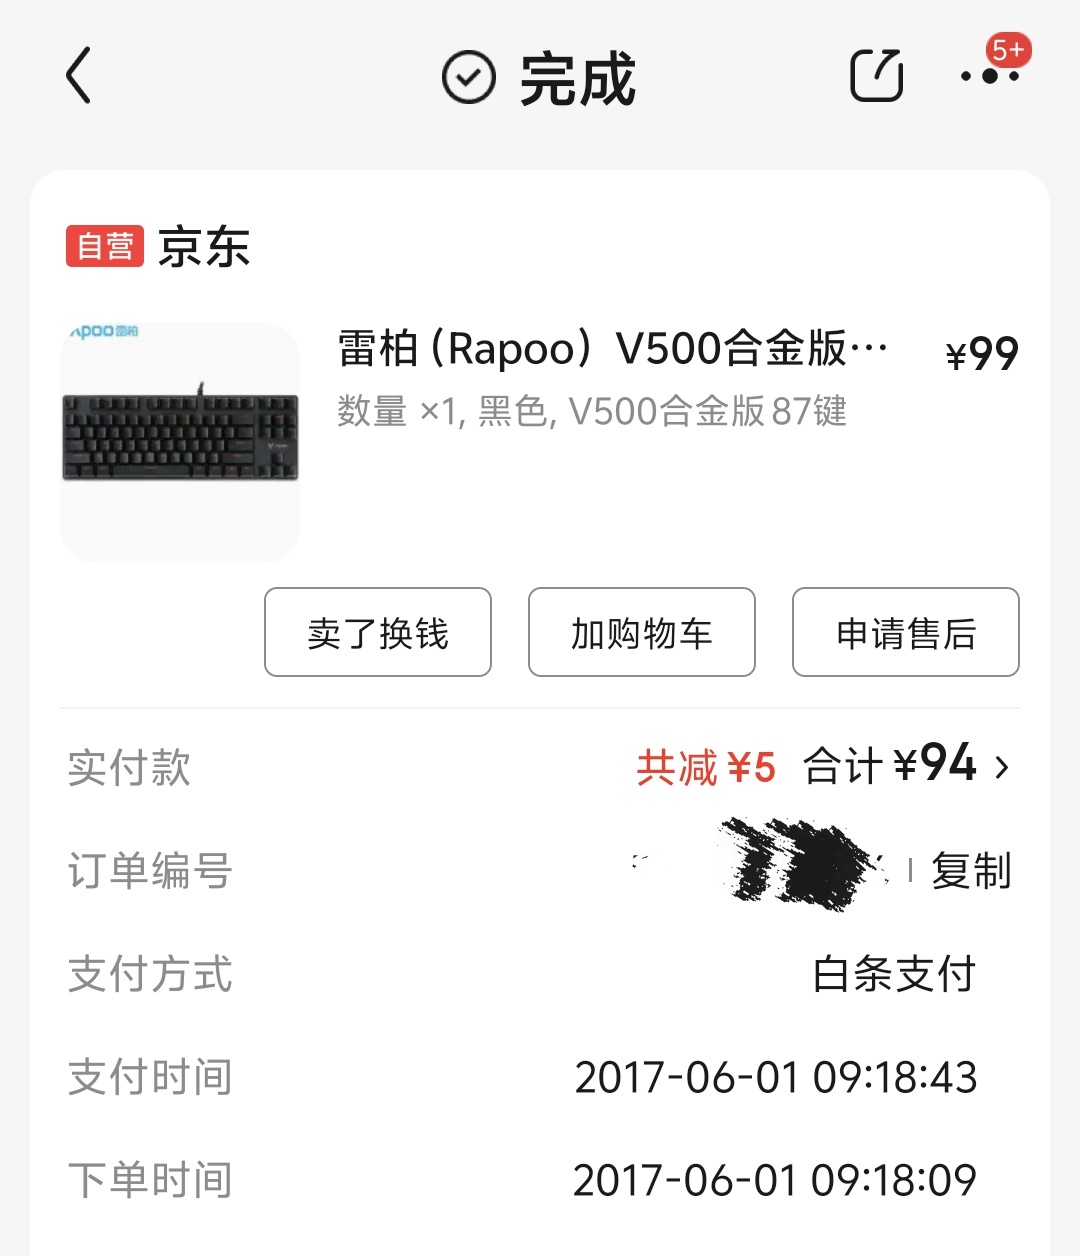 完成
5+
自营 京东
雷柏（Rapoo）V500合金版… ¥99
数量 ×1, 黑色, V500合金版87键
卖了换钱 加购物车 申请售后
实付款 共减 ¥5 合计 ¥94
订单编号 复制
支付方式 白条支付
支付时间 2017-06-01 09:18:43
下单时间 2017-06-01 09:18:09